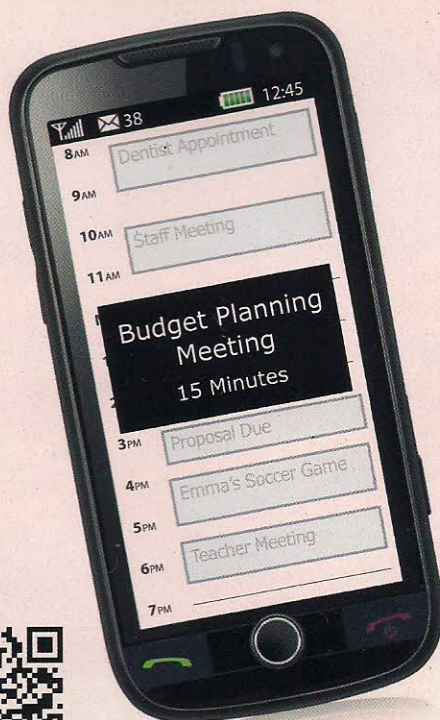 38 12:45
8AM Dentist Appointment
9AM
10AM Staff Meeting
11AM
Budget Planning
Meeting
15 Minutes
3PM Proposal Due
4PM Emma's Soccer Game
5PM
6PM Teacher Meeting
7PM